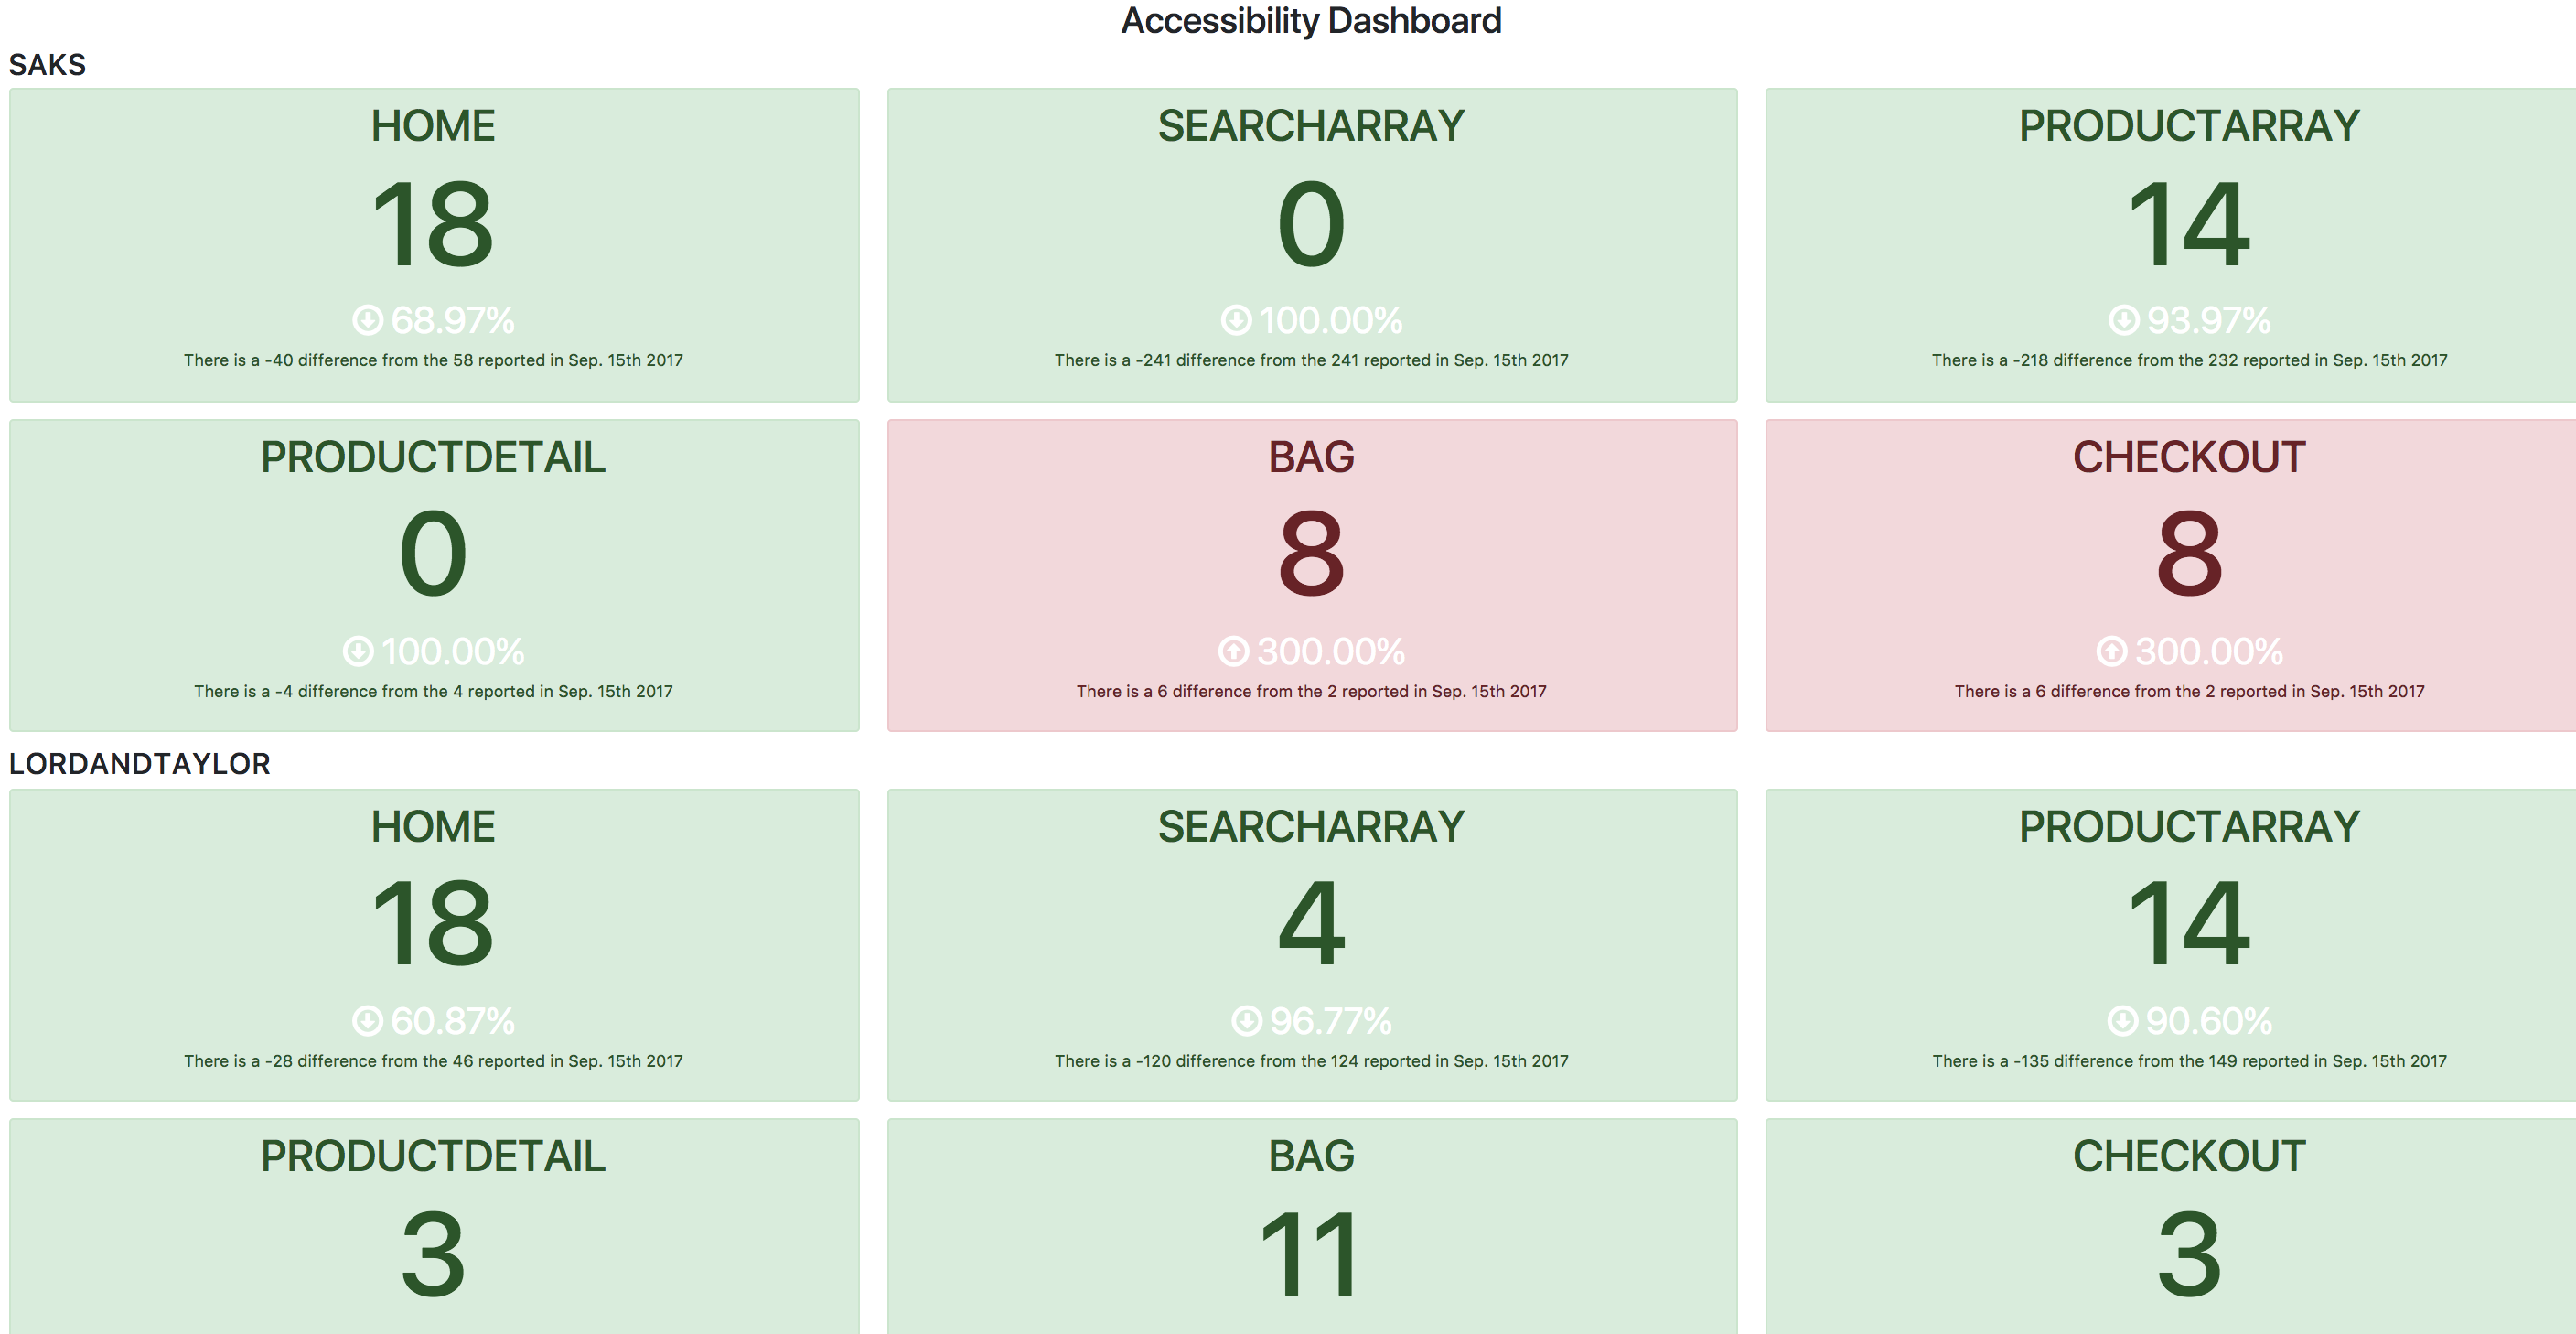 Accessibility Dashboard
SAKS
HOME
18
68.97%
There is a -40 difference from the 58 reported in Sep. 15th 2017
SEARCHARRAY
0
100.00%
There is a -241 difference from the 241 reported in Sep. 15th 2017
PRODUCTARRAY
14
93.97%
There is a -218 difference from the 232 reported in Sep. 15th 2017
PRODUCTDETAIL
0
100.00%
There is a -4 difference from the 4 reported in Sep. 15th 2017
BAG
8
300.00%
There is a 6 difference from the 2 reported in Sep. 15th 2017
CHECKOUT
8
300.00%
There is a 6 difference from the 2 reported in Sep. 15th 2017
LORDANDTAYLOR
HOME
18
60.87%
There is a -28 difference from the 46 reported in Sep. 15th 2017
SEARCHARRAY
4
96.77%
There is a -120 difference from the 124 reported in Sep. 15th 2017
PRODUCTARRAY
14
90.60%
There is a -135 difference from the 149 reported in Sep. 15th 2017
PRODUCTDETAIL
3
BAG
11
CHECKOUT
3